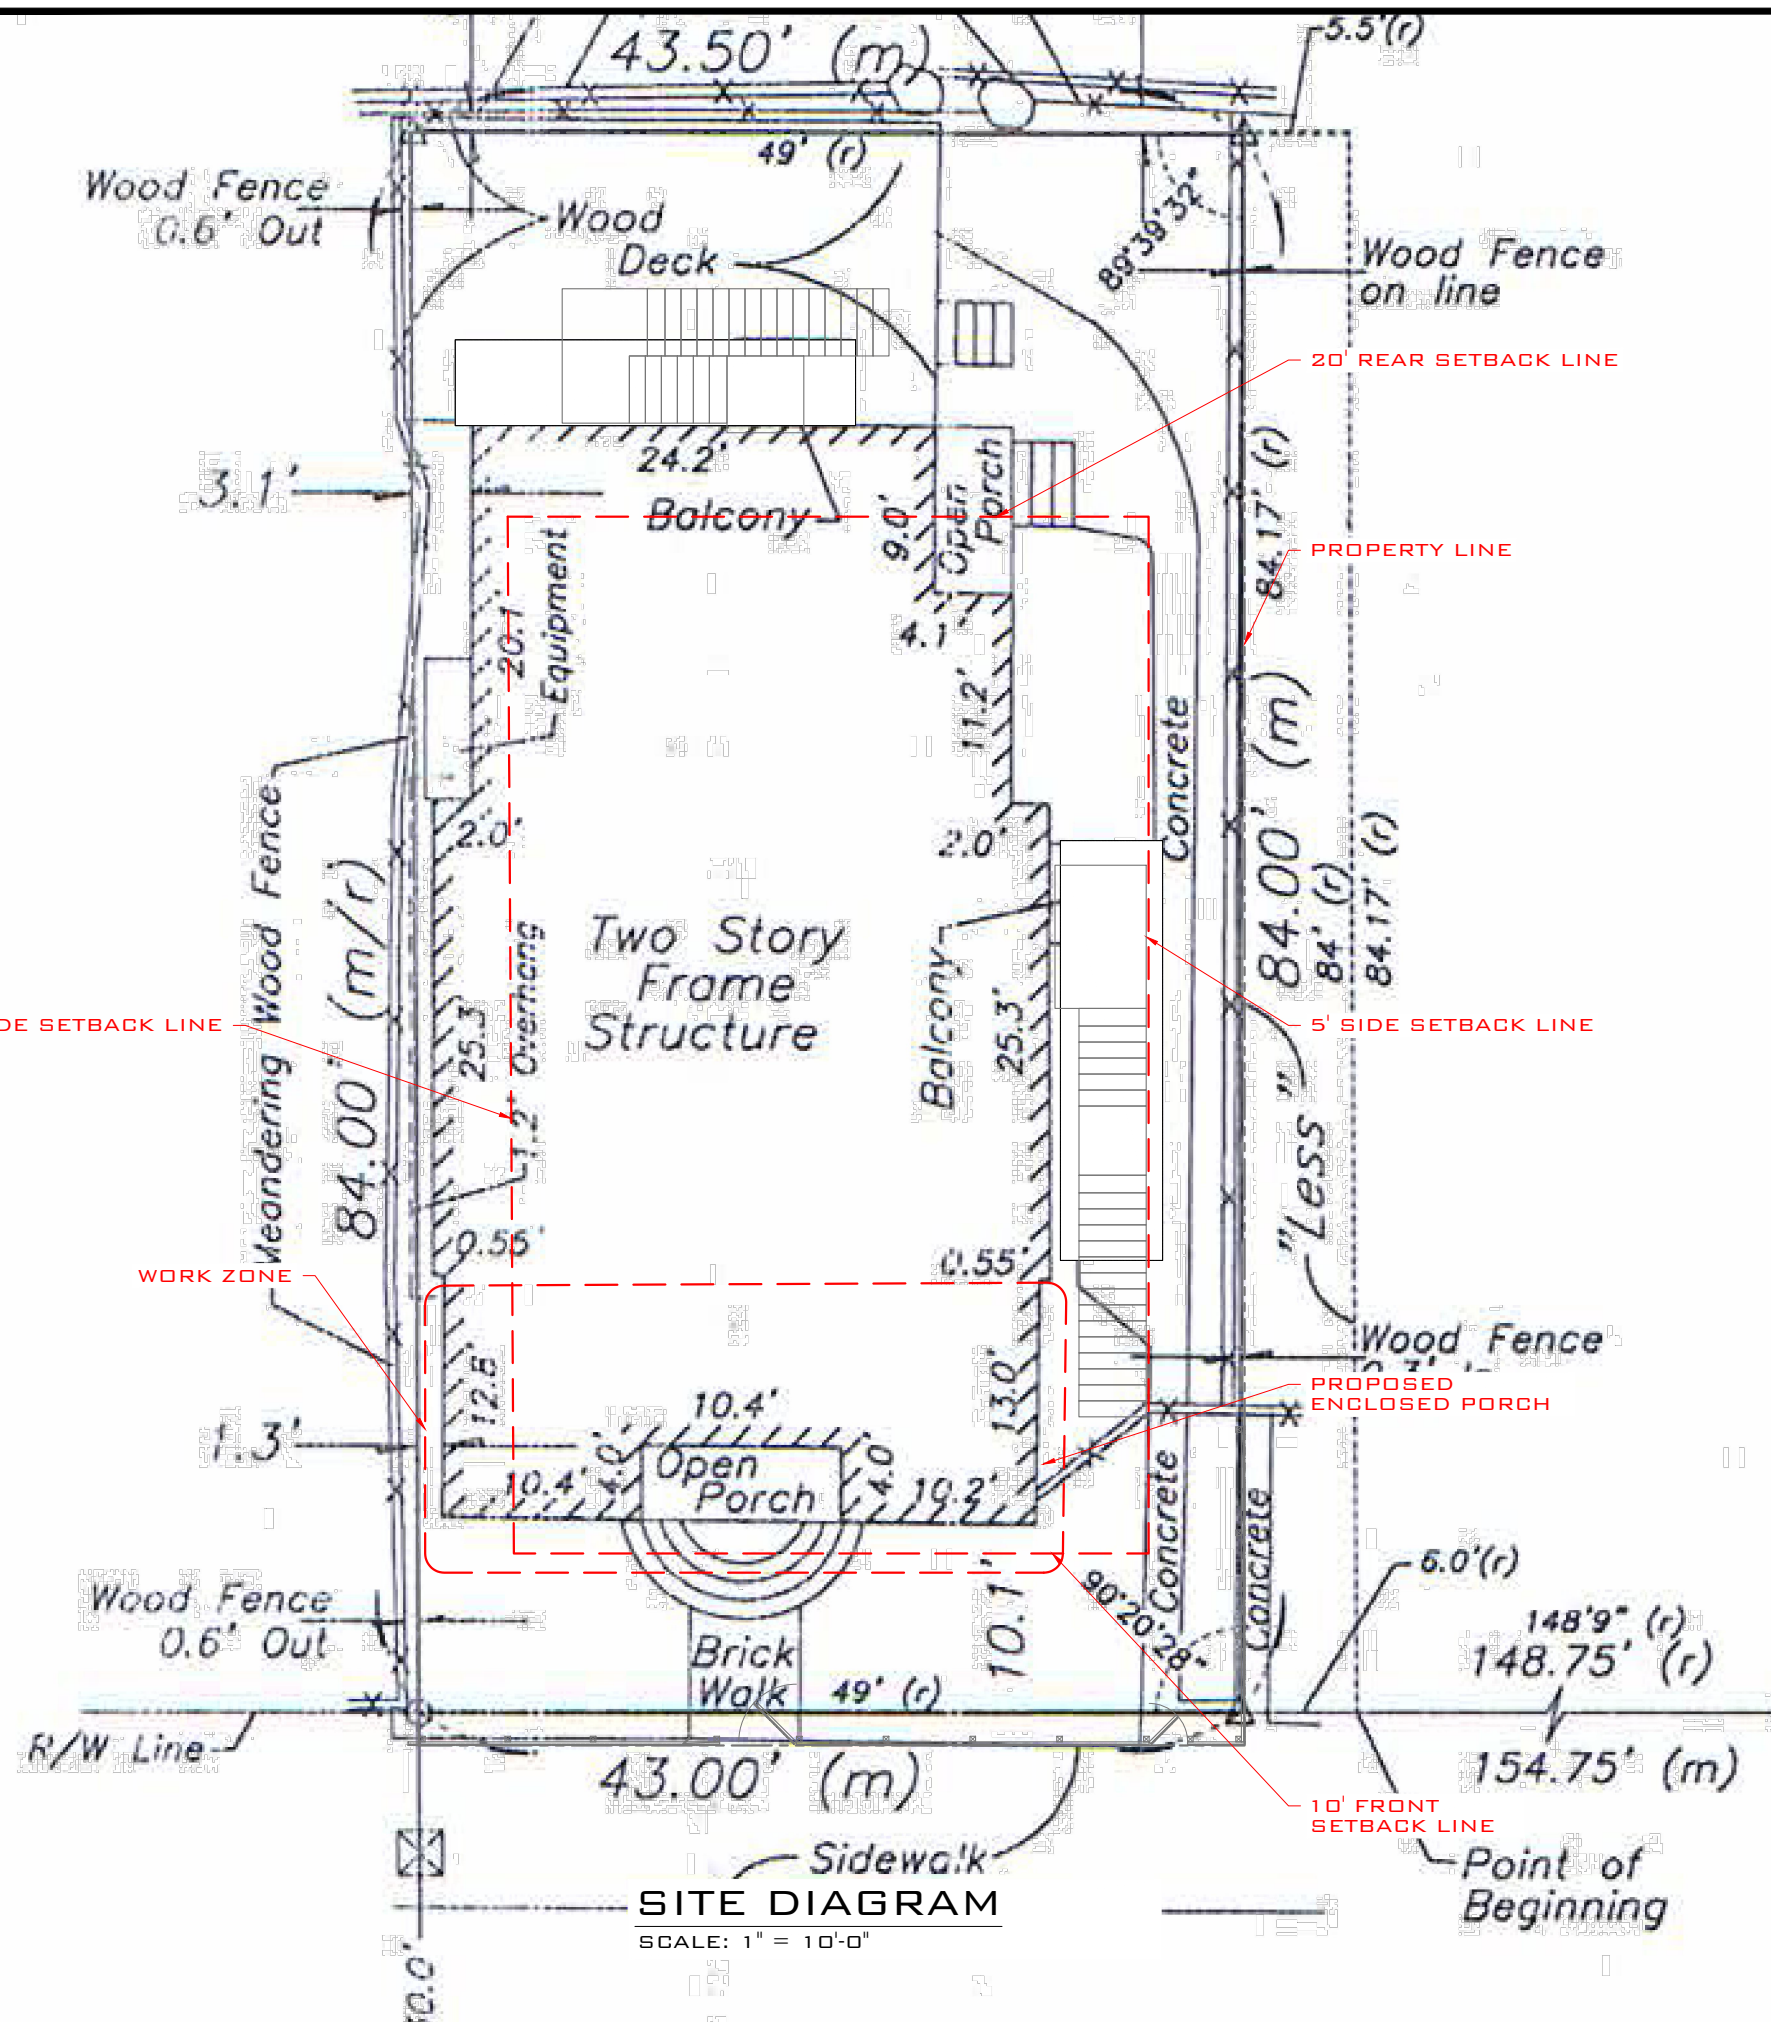 43.50' (m)
5.5'(r)
49' (r)
Wood Fence
0.6' Out
Wood
Deck
89°39'32"
Wood Fence
on line
20' REAR SETBACK LINE
24.2'
3.1'
Balcony
9.0'
Open
Porch
84.17' (r)
PROPERTY LINE
20.1
Equipment
4.1'
11.2'
Concrete
2.0'
2.0'
Meandering Wood Fence
84.00' (m/r)
Two Story
Frame
Structure
84.00' (m)
84' (r)
84.17' (r)
25.3'
1.2' Overhang
Balcony
25.3'
SETBACK LINE
5' SIDE SETBACK LINE
"Less"
0.55'
0.55'
WORK ZONE
Wood Fence
PROPOSED
ENCLOSED PORCH
12.8'
10.4'
13.0'
1.3'
10.4'
4.0'
Open
Porch
4.0
10.2'
Concrete
Concrete
6.0'(r)
Wood Fence
0.6' Out
10.1'
90°20'28"
148'9" (r)
148.75' (r)
Brick
Walk
49' (r)
R/W Line
43.00' (m)
154.75' (m)
10' FRONT
SETBACK LINE
Sidewalk
Point of
Beginning
SITE DIAGRAM
SCALE: 1" = 10'-0"